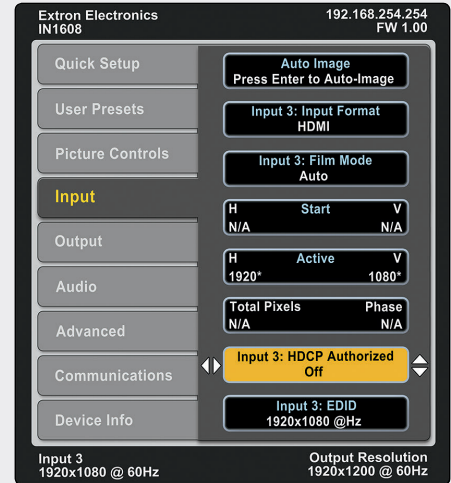 Extron Electronics 192.168.254.254
IN1608 FW 1.00
Quick Setup
User Presets
Picture Controls
Input
Output
Audio
Advanced
Communications
Device Info
Auto Image
Press Enter to Auto-Image
Input 3: Input Format
HDMI
Input 3: Film Mode
Auto
H Start V
N/A N/A
H Active V
1920* 1080*
Total Pixels Phase
N/A N/A
Input 3: HDCP Authorized
Off
Input 3: EDID
1920x1080 @Hz
Input 3 Output Resolution
1920x1080 @ 60Hz 1920x1200 @ 60Hz